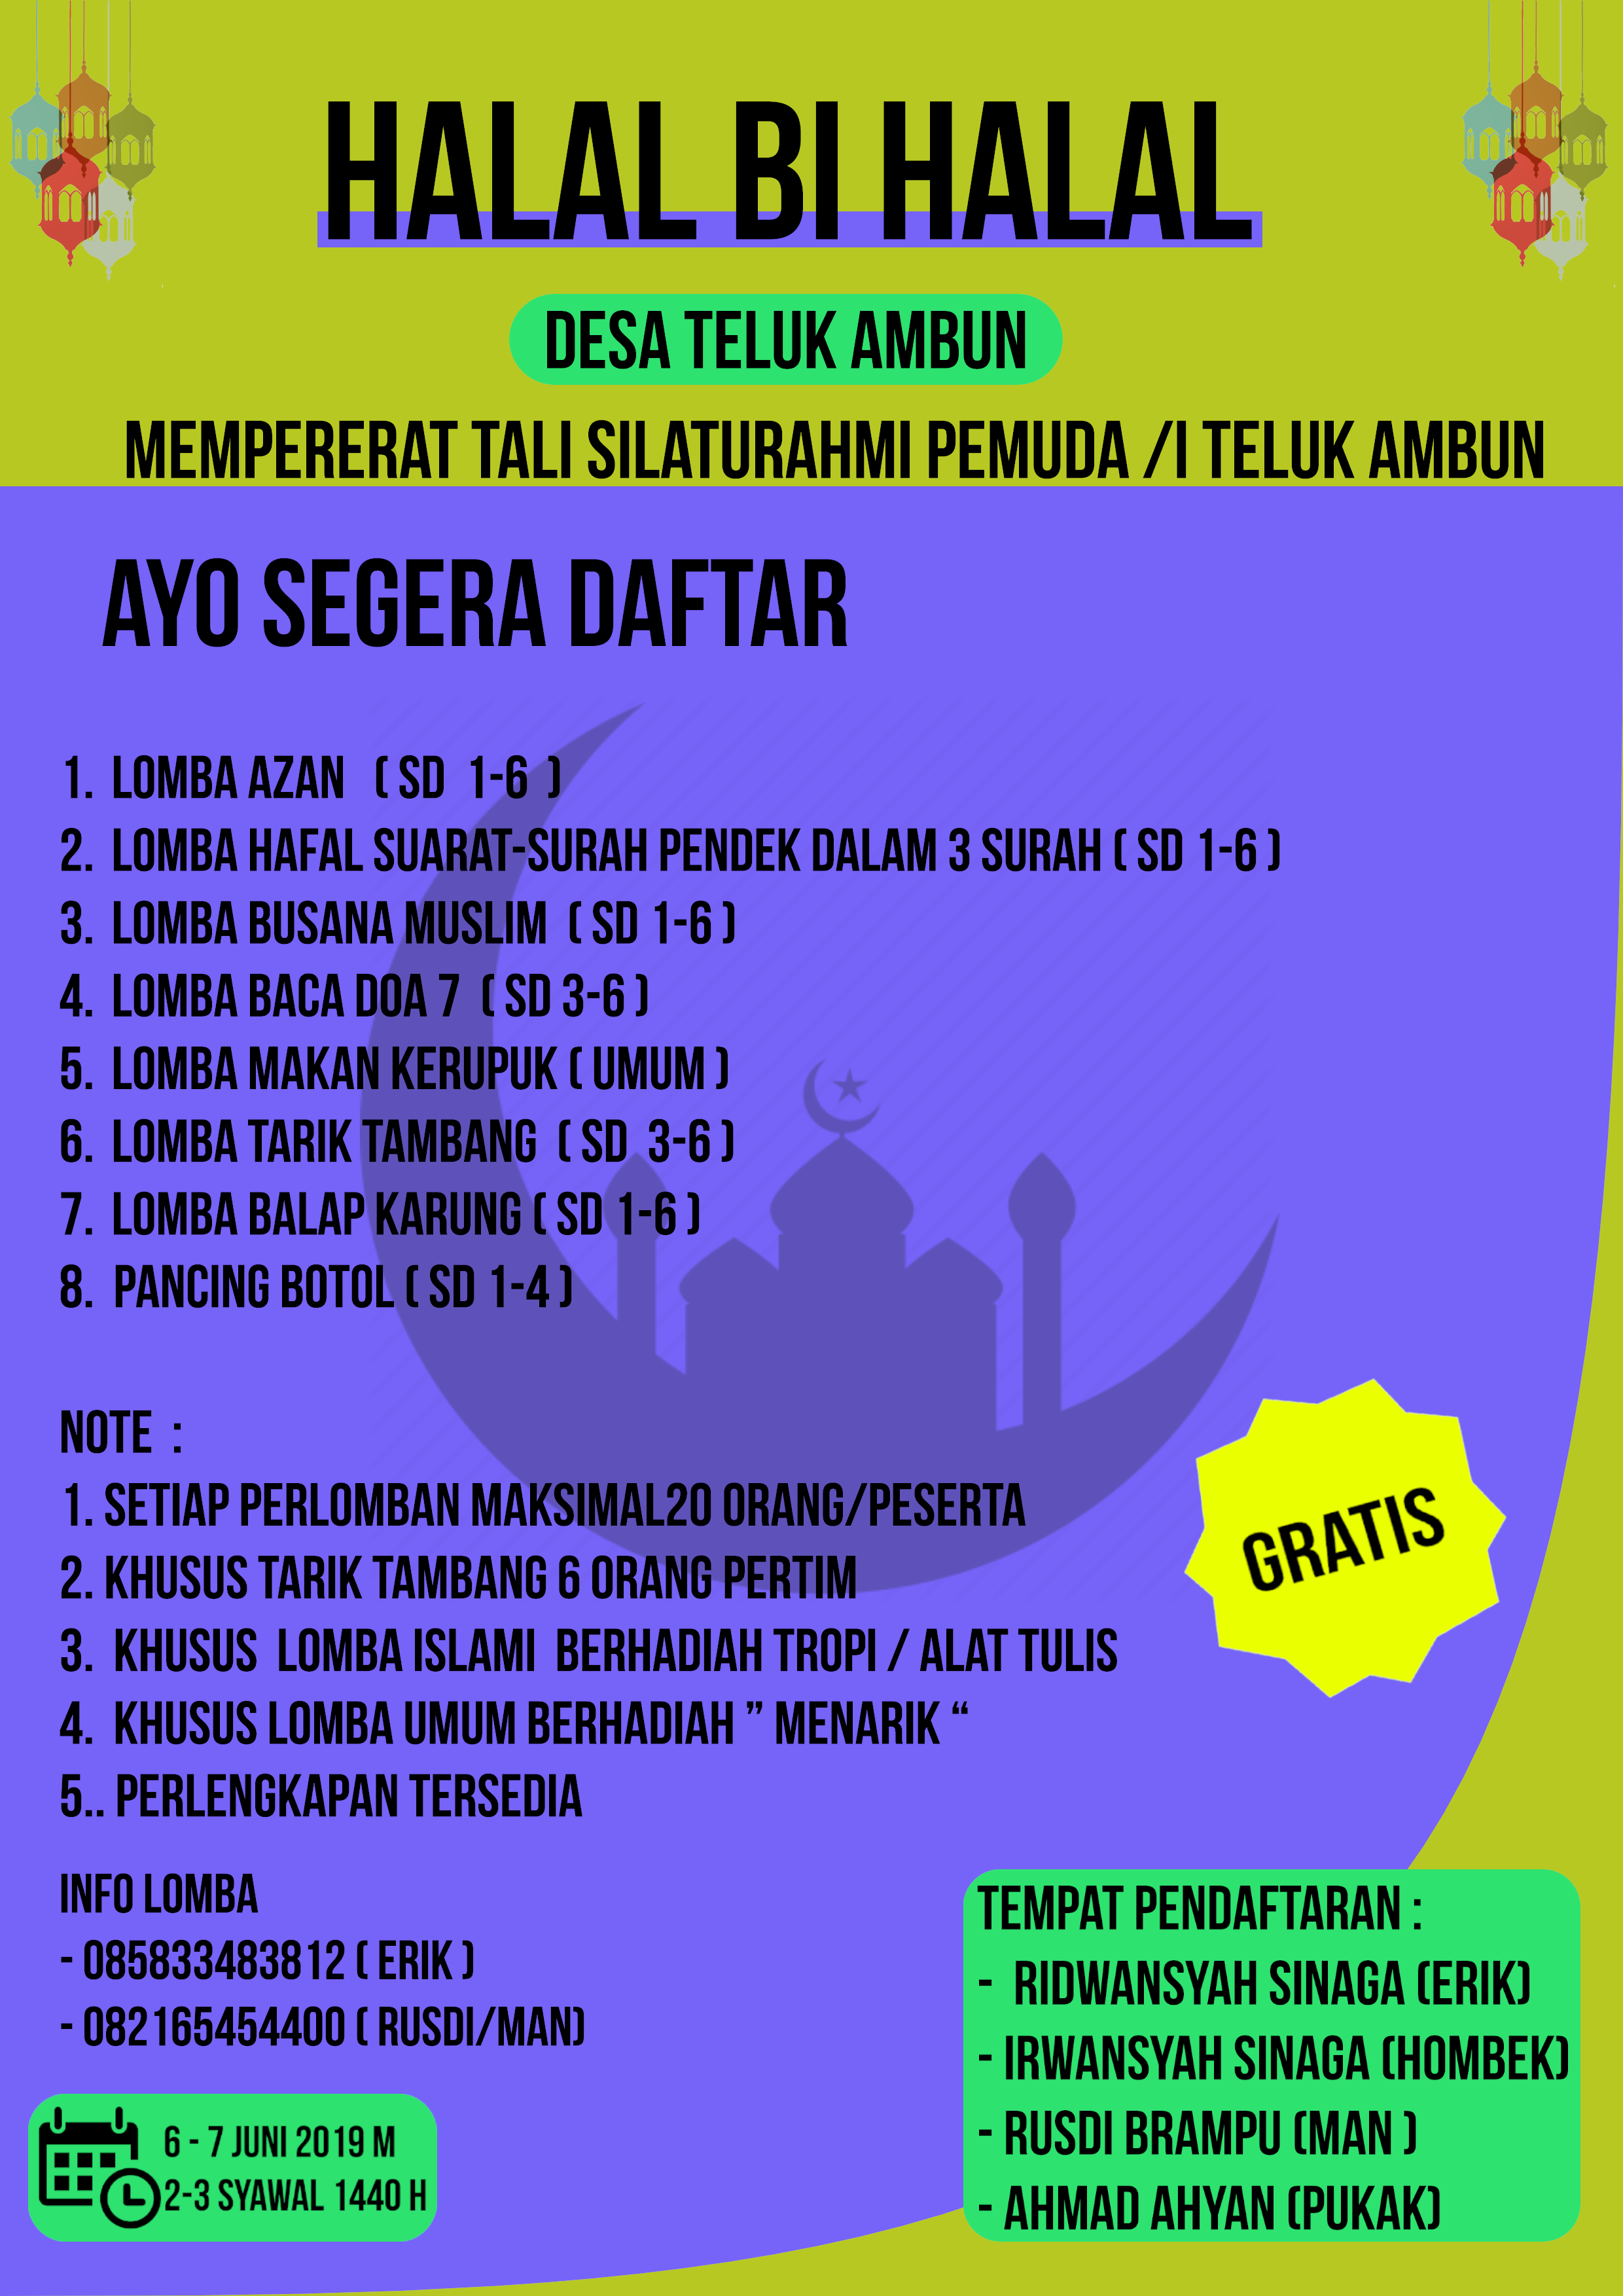 HALAL BI HALAL
DESA TELUK AMBUN
MEMPERERAT TALI SILATURAHMI PEMUDA /I TELUK AMBUN
AYO SEGERA DAFTAR
1. LOMBA AZAN ( SD 1-6 )
2. LOMBA HAFAL SUARAT-SURAH PENDEK DALAM 3 SURAH ( SD 1-6 )
3. LOMBA BUSANA MUSLIM ( SD 1-6 )
4. LOMBA BACA DOA 7 ( SD 3-6 )
5. LOMBA MAKAN KERUPUK ( UMUM )
6. LOMBA TARIK TAMBANG ( SD 3-6 )
7. LOMBA BALAP KARUNG ( SD 1-6 )
8. PANCING BOTOL ( SD 1-4 )
NOTE :
1. SETIAP PERLOMBAN MAKSIMAL20 ORANG/PESERTA
2. KHUSUS TARIK TAMBANG 6 ORANG PERTIM
3. KHUSUS LOMBA ISLAMI BERHADIAH TROPI / ALAT TULIS
4. KHUSUS LOMBA UMUM BERHADIAH ” MENARIK “
5.. PERLENGKAPAN TERSEDIA
GRATIS
INFO LOMBA
- 085833483812 ( ERIK )
- 082165454400 ( RUSDI/MAN)
6 - 7 JUNI 2019 M
2-3 SYAWAL 1440 H
TEMPAT PENDAFTARAN :
- RIDWANSYAH SINAGA (ERIK)
- IRWANSYAH SINAGA (HOMBEK)
- RUSDI BRAMPU (MAN )
- AHMAD AHYAN (PUKAK)